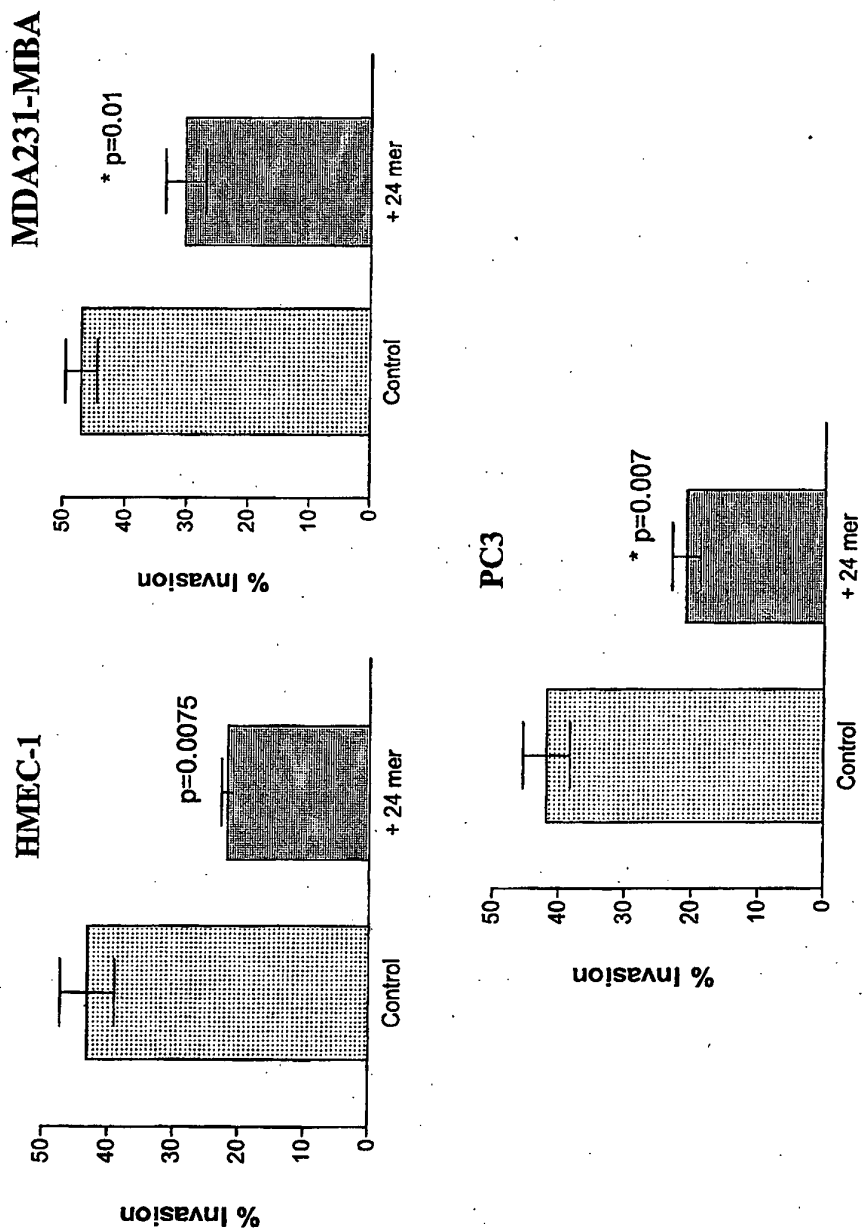 HMEC-1
% Invasion
50
40
30
20
10
0
p=0.0075
Control
+ 24 mer
MDA231-MBA
% Invasion
50
40
30
20
10
0
* p=0.01
Control
+ 24 mer
PC3
% Invasion
50
40
30
20
10
0
* p=0.007
Control
+ 24 mer